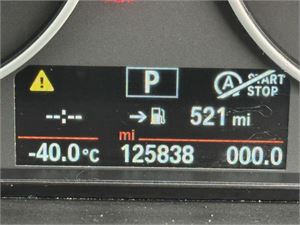 P
A START
STOP
--:-- 521 mi
mi
-40.0°C 125838 000.0